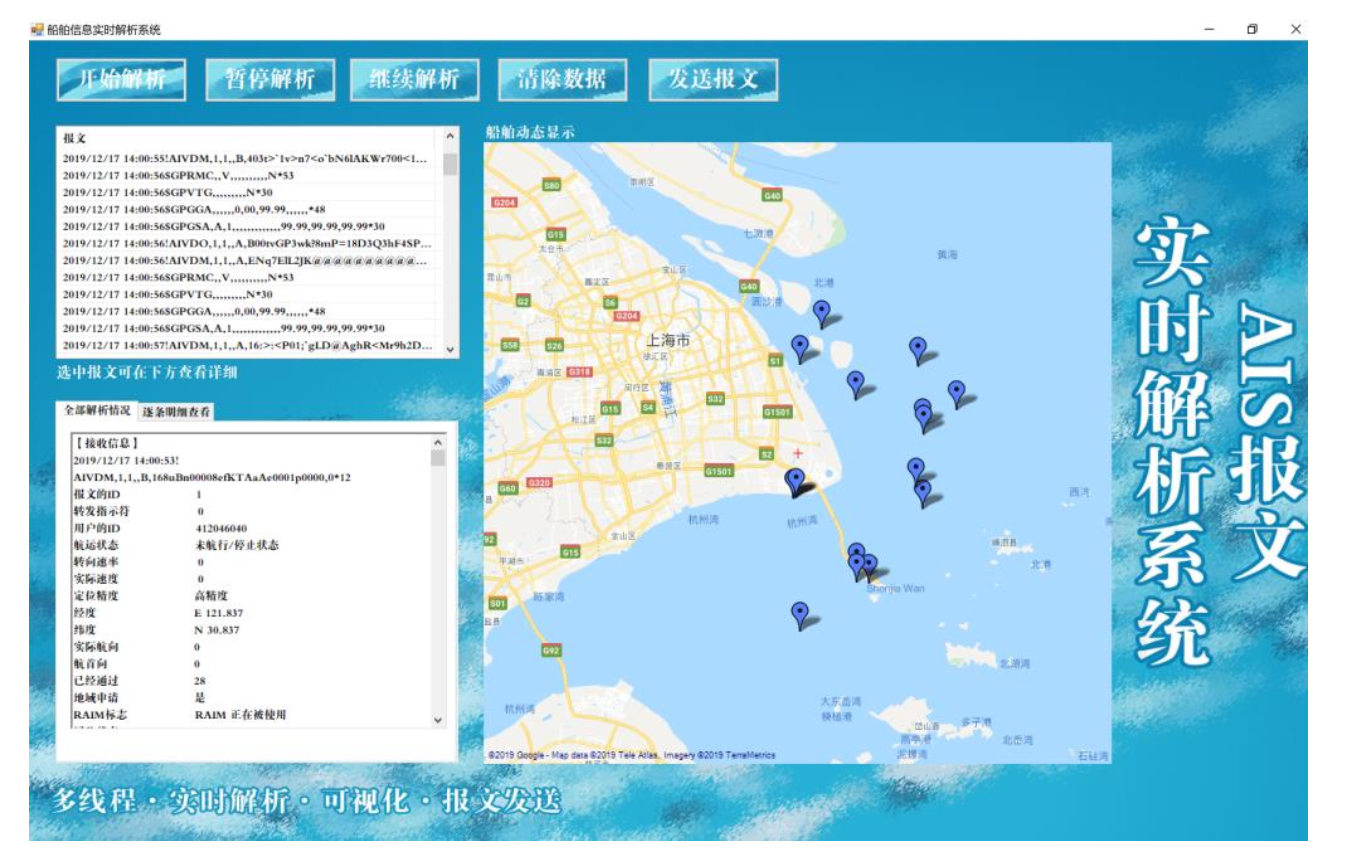 船舶信息实时解析系统
开始解析 暂停解析 继续解析 清除数据 发送报文
报文
2019/12/17 14:00:55!AIVDM,1,1,,B,403t>`1v>n7<o`bN6lAKWr700<1...
2019/12/17 14:00:56$GPRMC,,V,,,,,,,,,,N*53
2019/12/17 14:00:56$GPVTG,,,,,,,,,N*30
2019/12/17 14:00:56$GPGGA,,,,,,0,00,99.99,,,,,,*48
2019/12/17 14:00:56$GPGSA,A,1,,,,,,,,,,,,,99.99,99.99,99.99*30
2019/12/17 14:00:56!AIVDO,1,1,,A,B00tvGP3wk?8mP=18D3Q3hF4SP...
2019/12/17 14:00:56!AIVDM,1,1,,A,ENq7ElL2JK@@@@@@@@@@...
2019/12/17 14:00:56$GPRMC,,V,,,,,,,,,,N*53
2019/12/17 14:00:56$GPVTG,,,,,,,,,N*30
2019/12/17 14:00:56$GPGGA,,,,,,0,00,99.99,,,,,,*48
2019/12/17 14:00:56$GPGSA,A,1,,,,,,,,,,,,,99.99,99.99,99.99*30
2019/12/17 14:00:57!AIVDM,1,1,,A,16:>:<P01;`gLD@AghR<Mr9h2D...
选中报文可在下方查看详细
全部解析情况 逐条明细查看
【接收信息】
2019/12/17 14:00:53!
AIVDM,1,1,,B,168uBn00008efKTAaAe0001p0000,0*12
报文的ID 1
转发指示符 0
用户的ID 412046040
航运状态 未航行/停止状态
转向速率 0
实际速度 0
定位精度 高精度
经度 E 121.837
纬度 N 30.837
实际航向 0
航首向 0
已经通过 28
地域申请 是
RAIM标志 RAIM 正在被使用
船舶动态显示
S80
崇明区
G40
G204
G15
七滧港
太仓市
黄海
昆山市
嘉定区
宝山区
G40
北港
圆沙港
G2
S6
G204
上海市
S58
S26
徐汇区
S1
青浦区
G318
闵行区
黄浦江
S32
G15
S4
G1501
松江区
S32
S2
奉贤区
G1501
G60
G320
杭州湾
杭州湾
92
金山区
G15
平湖市
嵊泗县
北港
Shenjia Wan
S01
陈家湾
G92
北湖湾
杭州湾
大东岳湾
岱山县
北岙湾
石砫湾
©2019 Google - Map data ©2019 Tele Atlas, Imagery ©2019 TerraMetrics
AIS报文
实时解析系统
多线程·实时解析·可视化·报文发送